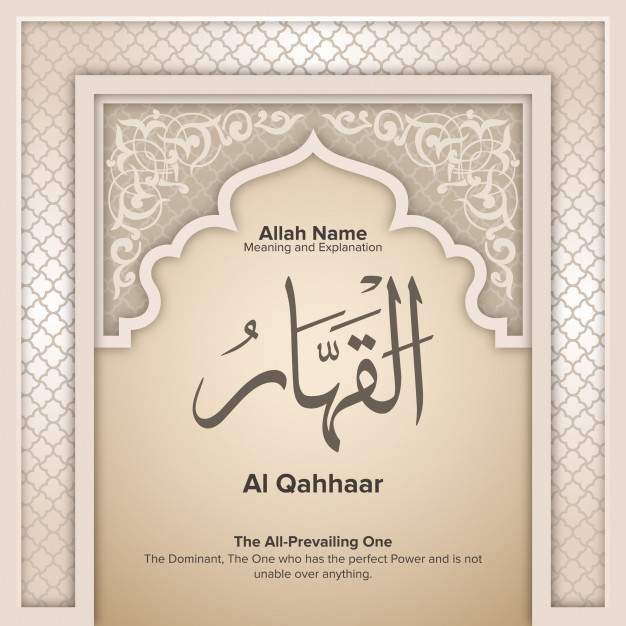 Allah Name
Meaning and Explanation
الْقَهَّارُ
Al Qahhaar
The All-Prevailing One
The Dominant, The One who has the perfect Power and is not
unable over anything.